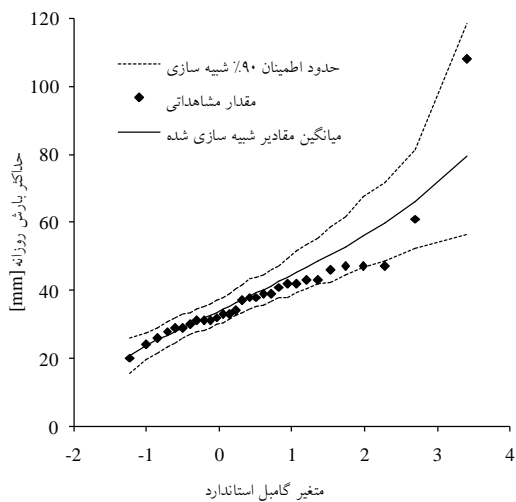 حدود اطمینان ۹۰٪ شبیه سازی
مقدار مشاهداتی
میانگین مقادیر شبیه سازی شده
حداکثر بارش روزانه [mm]
120
100
80
60
40
20
0
-2 -1 0 1 2 3 4
متغیر گامبل استاندارد